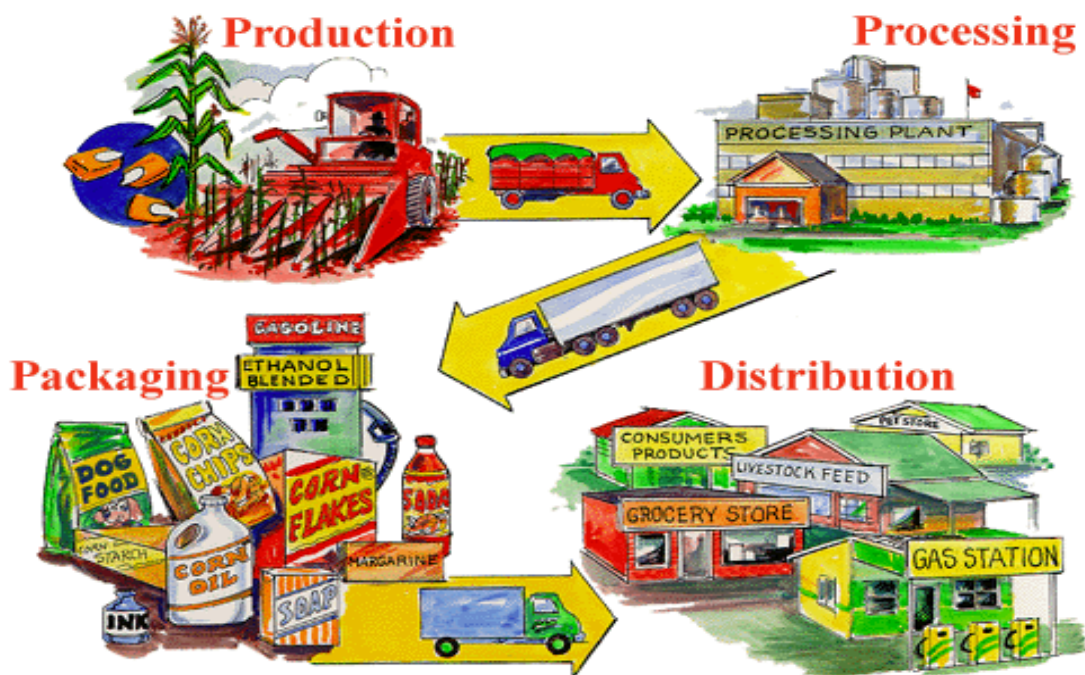 Production
Processing
PROCESSING PLANT
GASOLINE
ETHANOL
BLENDED
Packaging
DOG
FOOD
CORN
CHIPS
CORN
FLAKES
SODA
CORN
STARCH
CORN
OIL
MARGARINE
SOAP
INK
Distribution
PET STORE
CONSUMERS
PRODUCTS
LIVESTOCK FEED
GROCERY STORE
GAS STATION